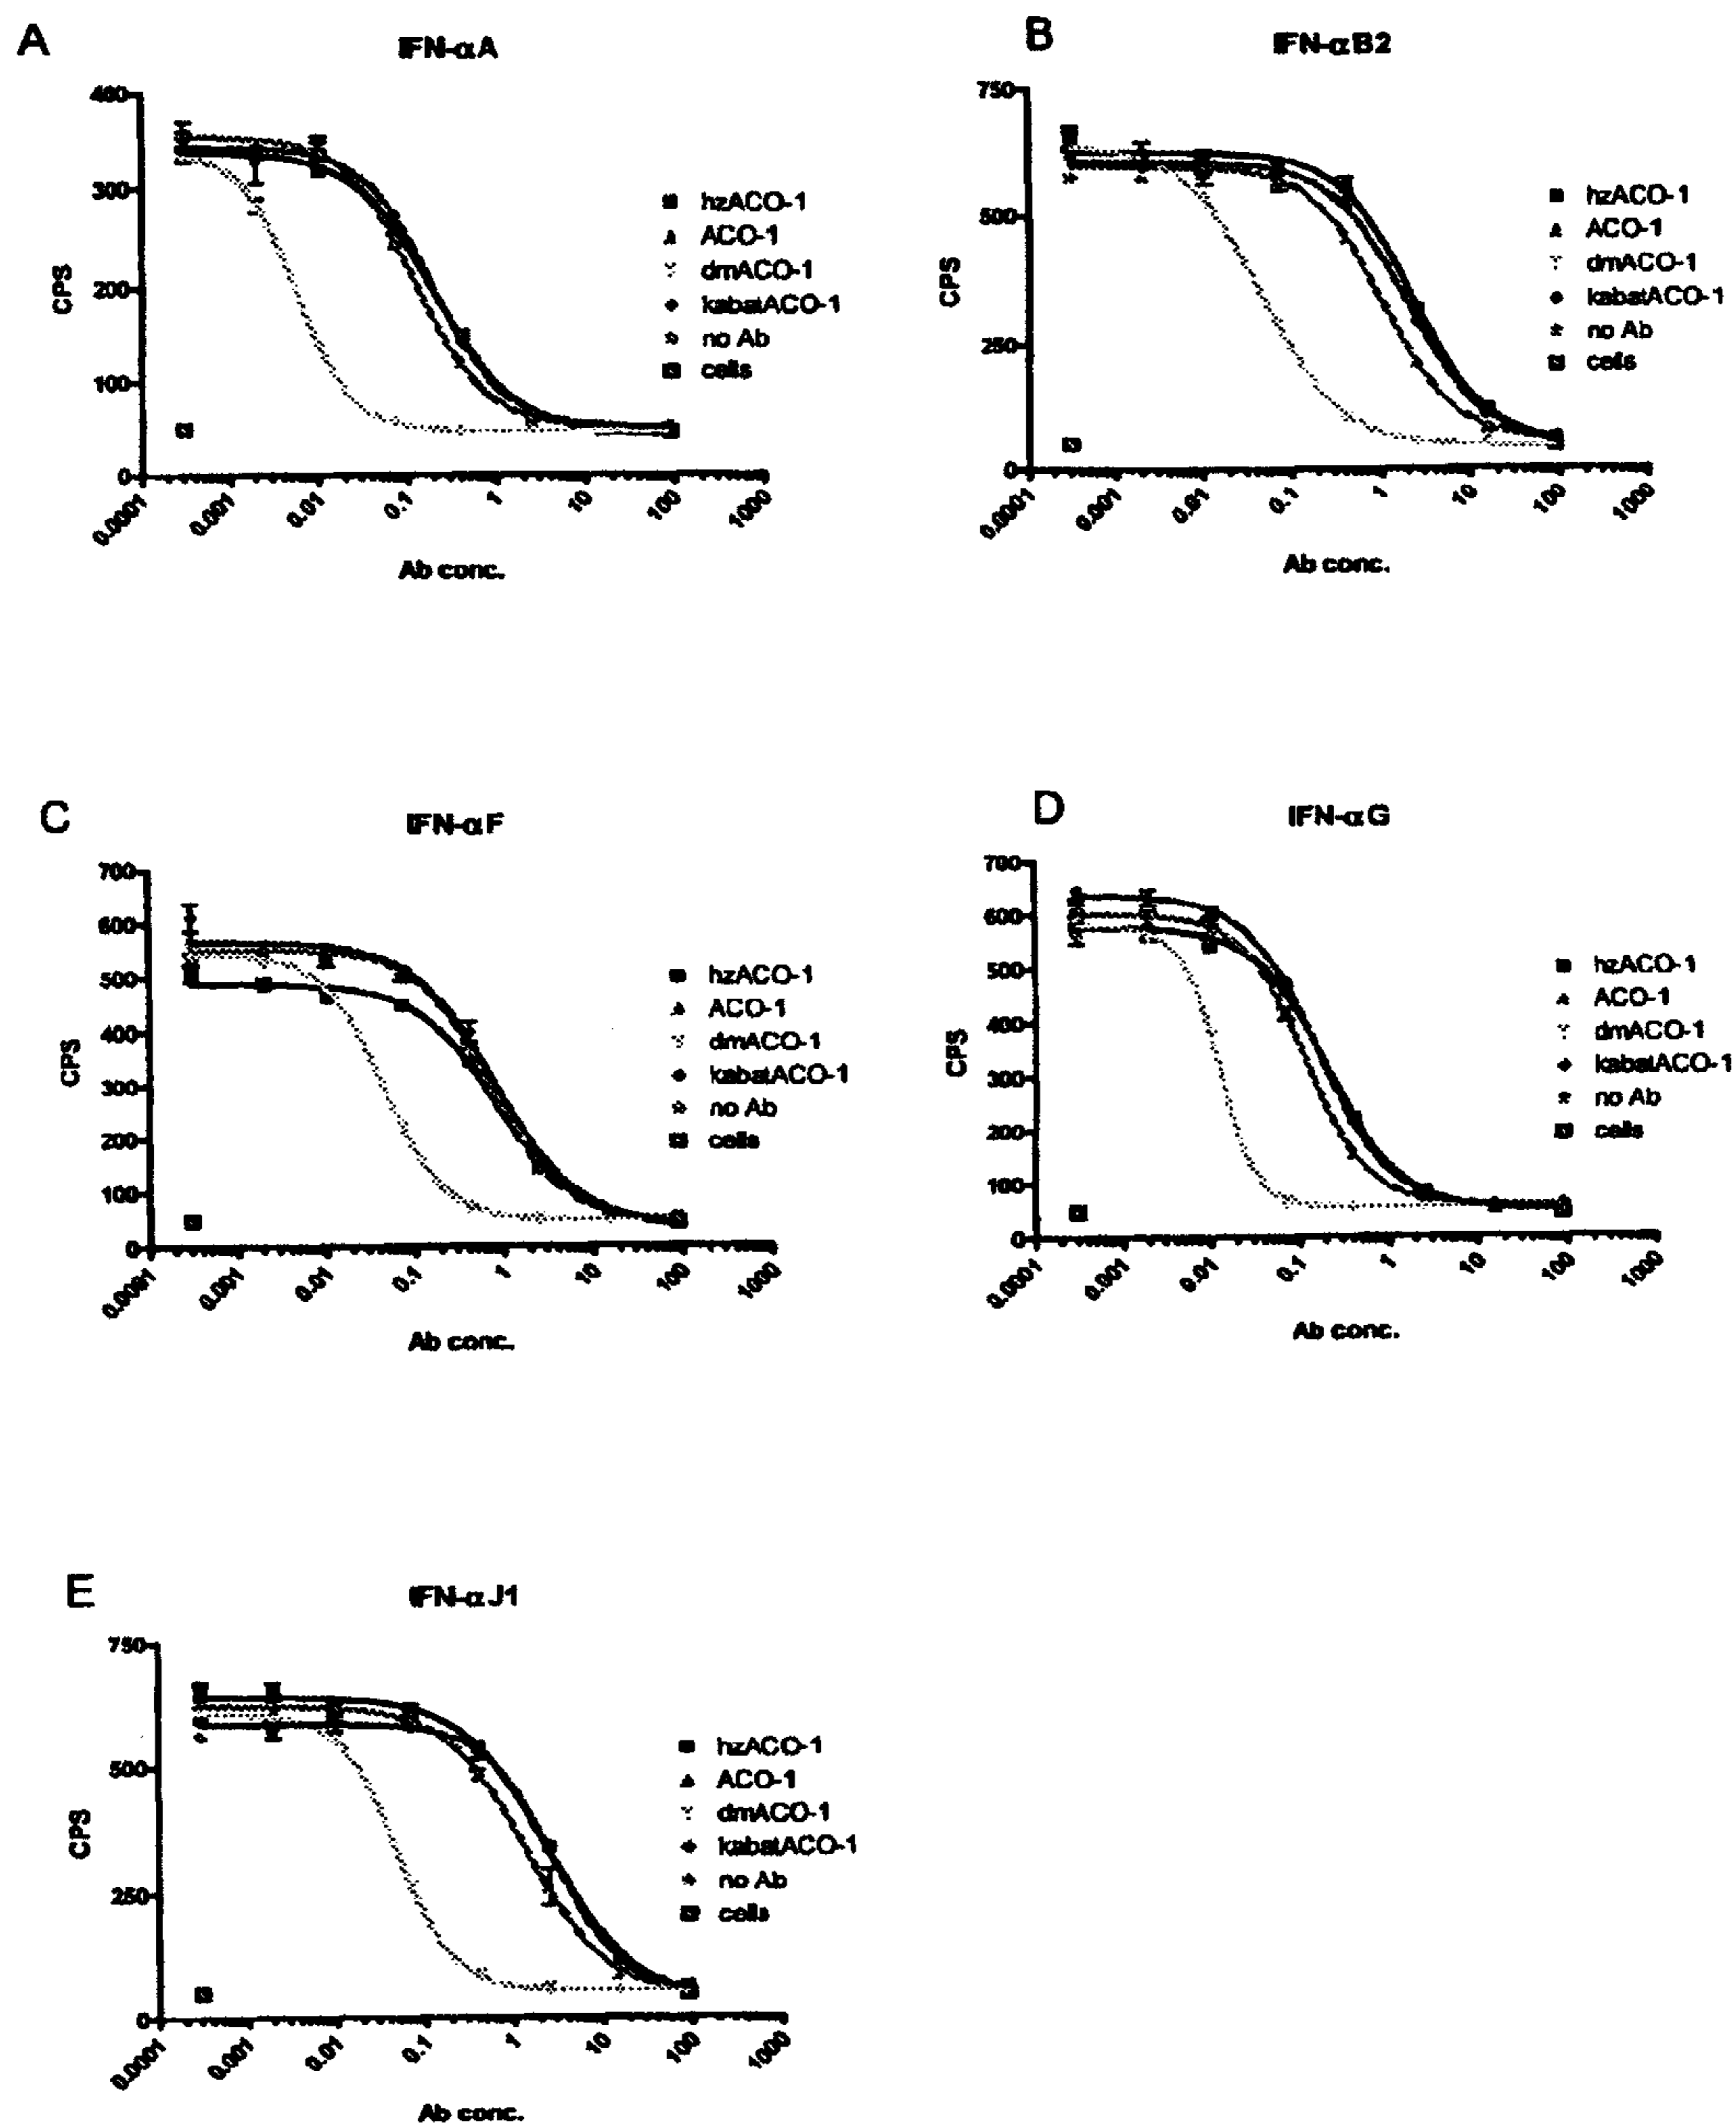 A
IFN-αA
400
300
200
100
0
CPS
0.0001
0.001
0.01
0.1
1
10
100
1000
Ab conc.
hzACO-1
ACO-1
dmACO-1
kabatACO-1
no Ab
cells
B
IFN-αB2
750
500
250
0
CPS
0.0001
0.001
0.01
0.1
1
10
100
1000
Ab conc.
hzACO-1
ACO-1
dmACO-1
kabatACO-1
no Ab
cells
C
IFN-αF
700
600
500
400
300
200
100
0
CPS
0.0001
0.001
0.01
0.1
1
10
100
1000
Ab conc.
hzACO-1
ACO-1
dmACO-1
kabatACO-1
no Ab
cells
D
IFN-αG
700
600
500
400
300
200
100
0
CPS
0.0001
0.001
0.01
0.1
1
10
100
1000
Ab conc.
hzACO-1
ACO-1
dmACO-1
kabatACO-1
no Ab
cells
E
IFN-αJ1
750
500
250
0
CPS
0.0001
0.001
0.01
0.1
1
10
100
1000
Ab conc.
hzACO-1
ACO-1
dmACO-1
kabatACO-1
no Ab
cells